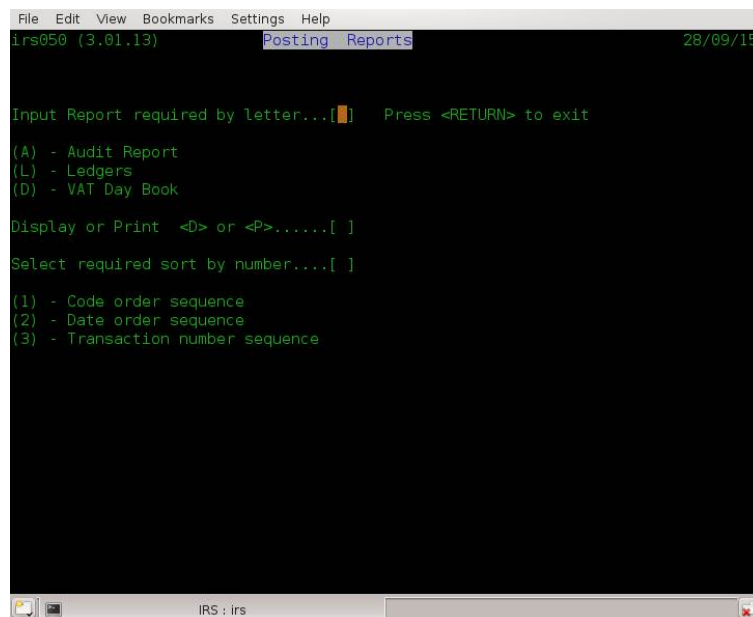 File Edit View Bookmarks Settings Help
irs050 (3.01.13) Posting Reports 28/09/15
Input Report required by letter...[ ] Press <RETURN> to exit
(A) - Audit Report
(L) - Ledgers
(D) - VAT Day Book
Display or Print <D> or <P>......[ ]
Select required sort by number....[ ]
(1) - Code order sequence
(2) - Date order sequence
(3) - Transaction number sequence
IRS : irs